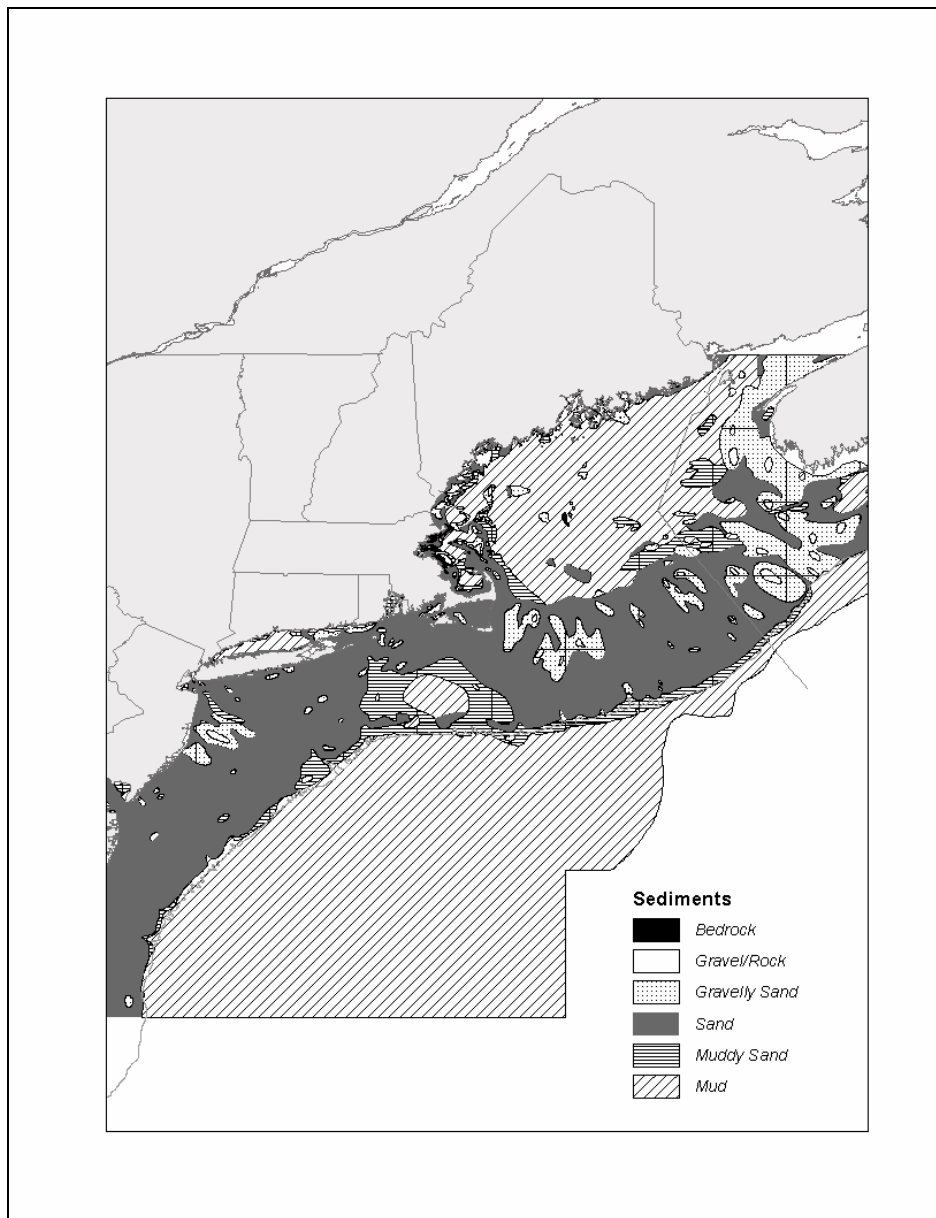 Sediments
Bedrock
Gravel/Rock
Gravelly Sand
Sand
Muddy Sand
Mud